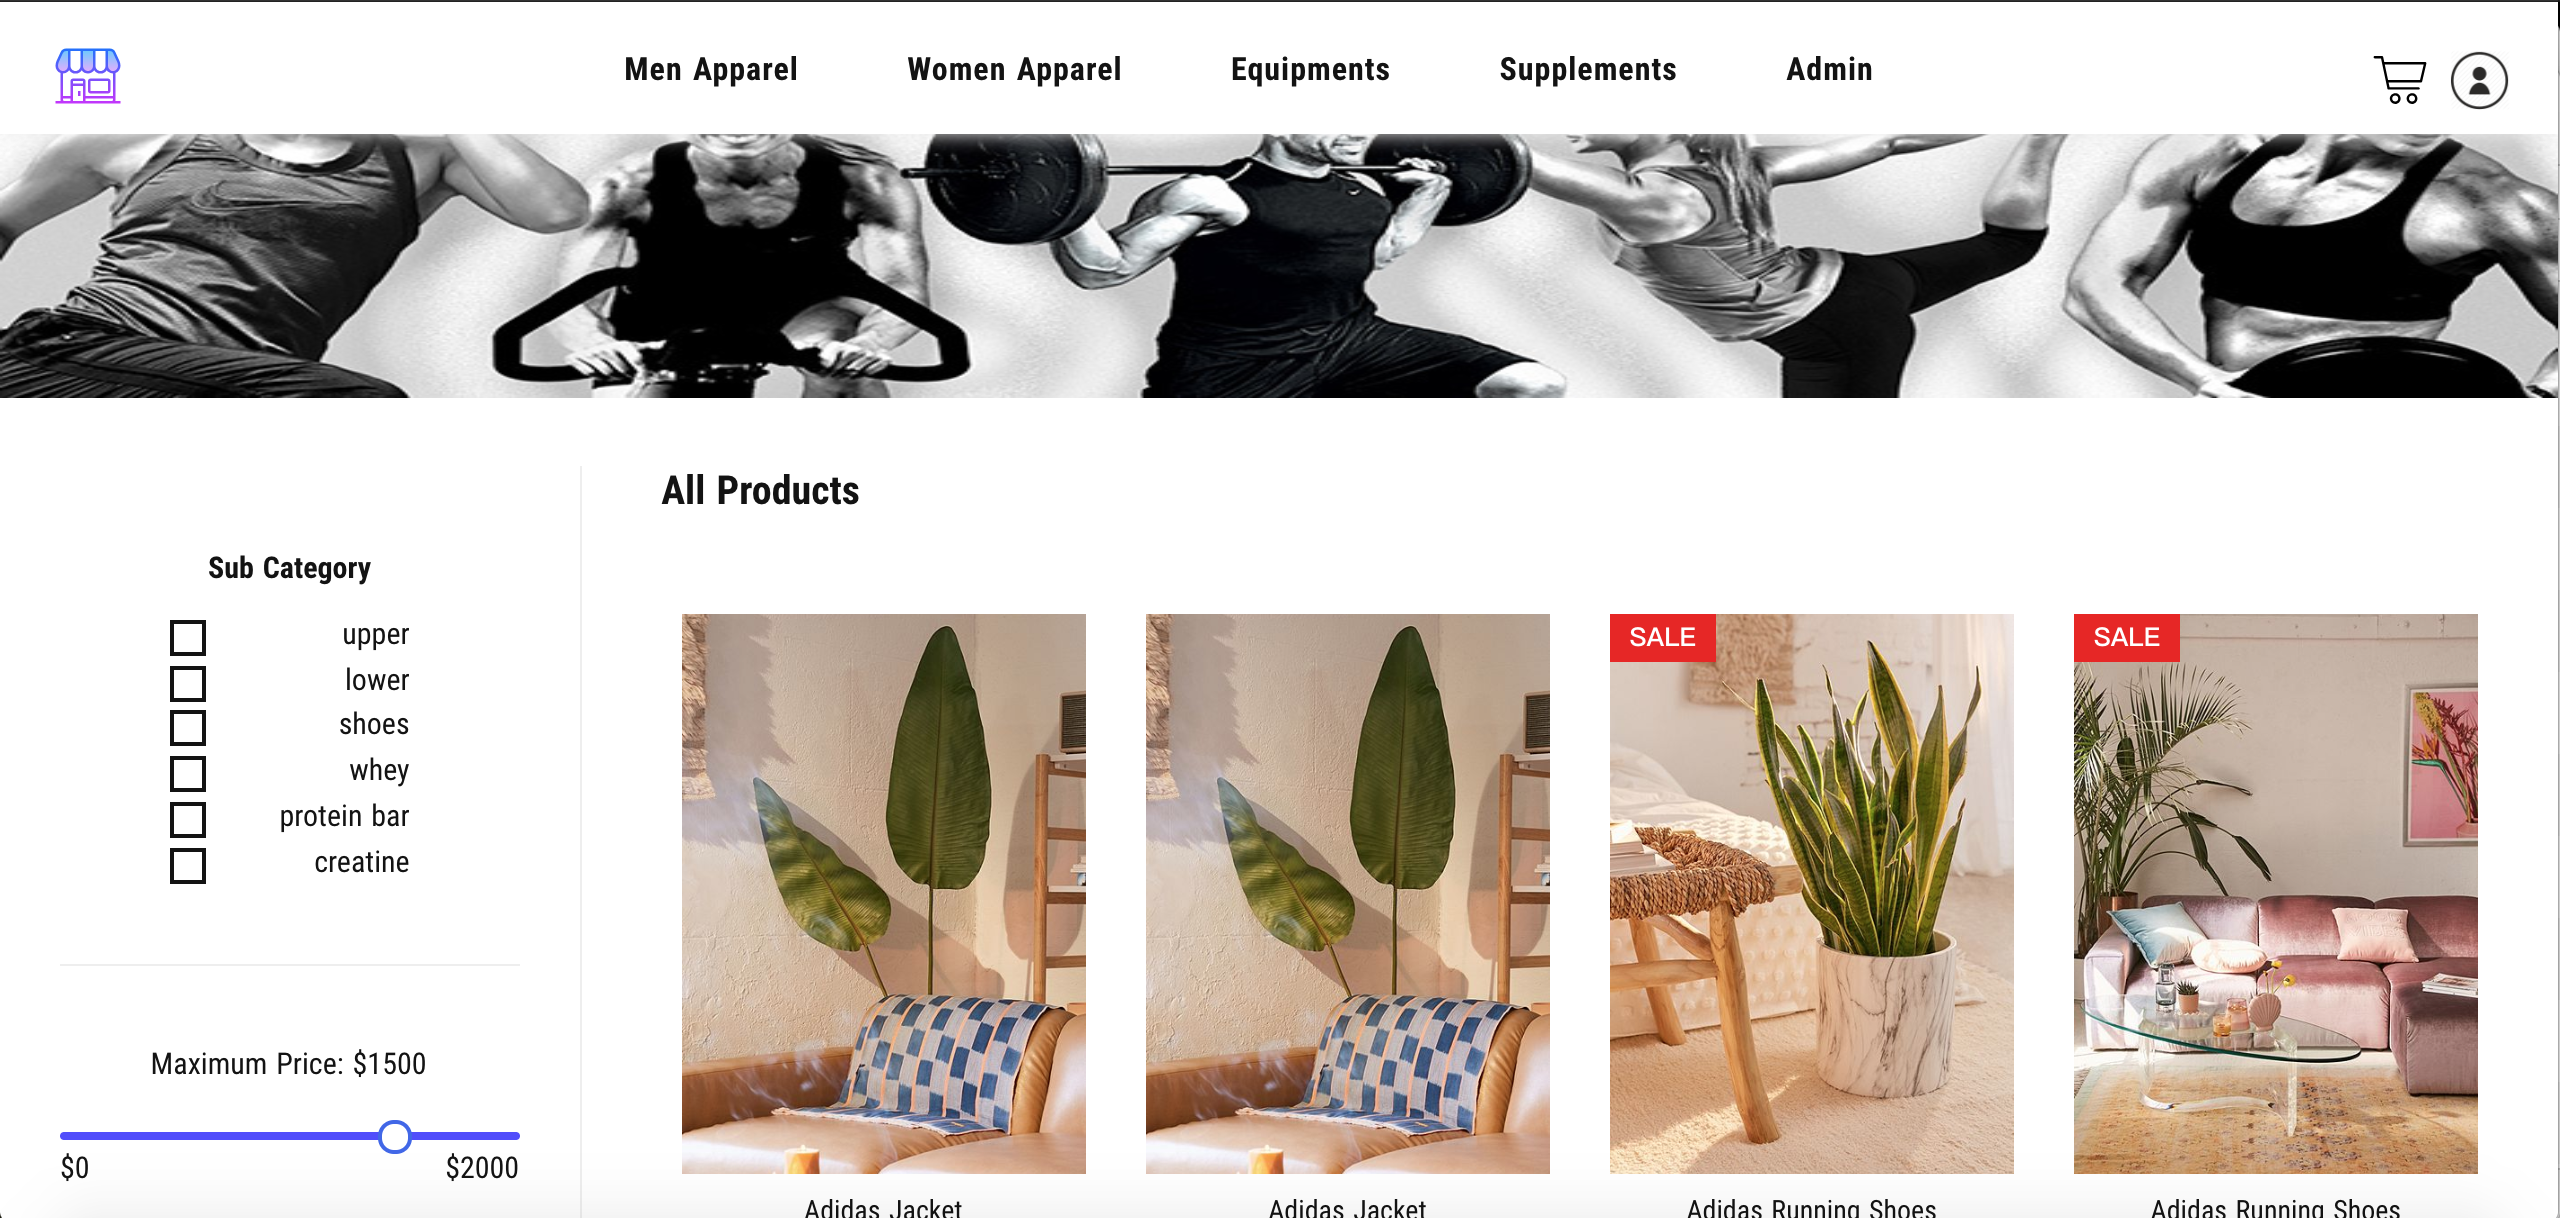 Men Apparel
Women Apparel
Equipments
Supplements
Admin
All Products
Sub Category
upper
lower
shoes
whey
protein bar
creatine
Maximum Price: $1500
$0
$2000
SALE
SALE
Adidas Jacket
Adidas Jacket
Adidas Running Shoes
Adidas Running Shoes